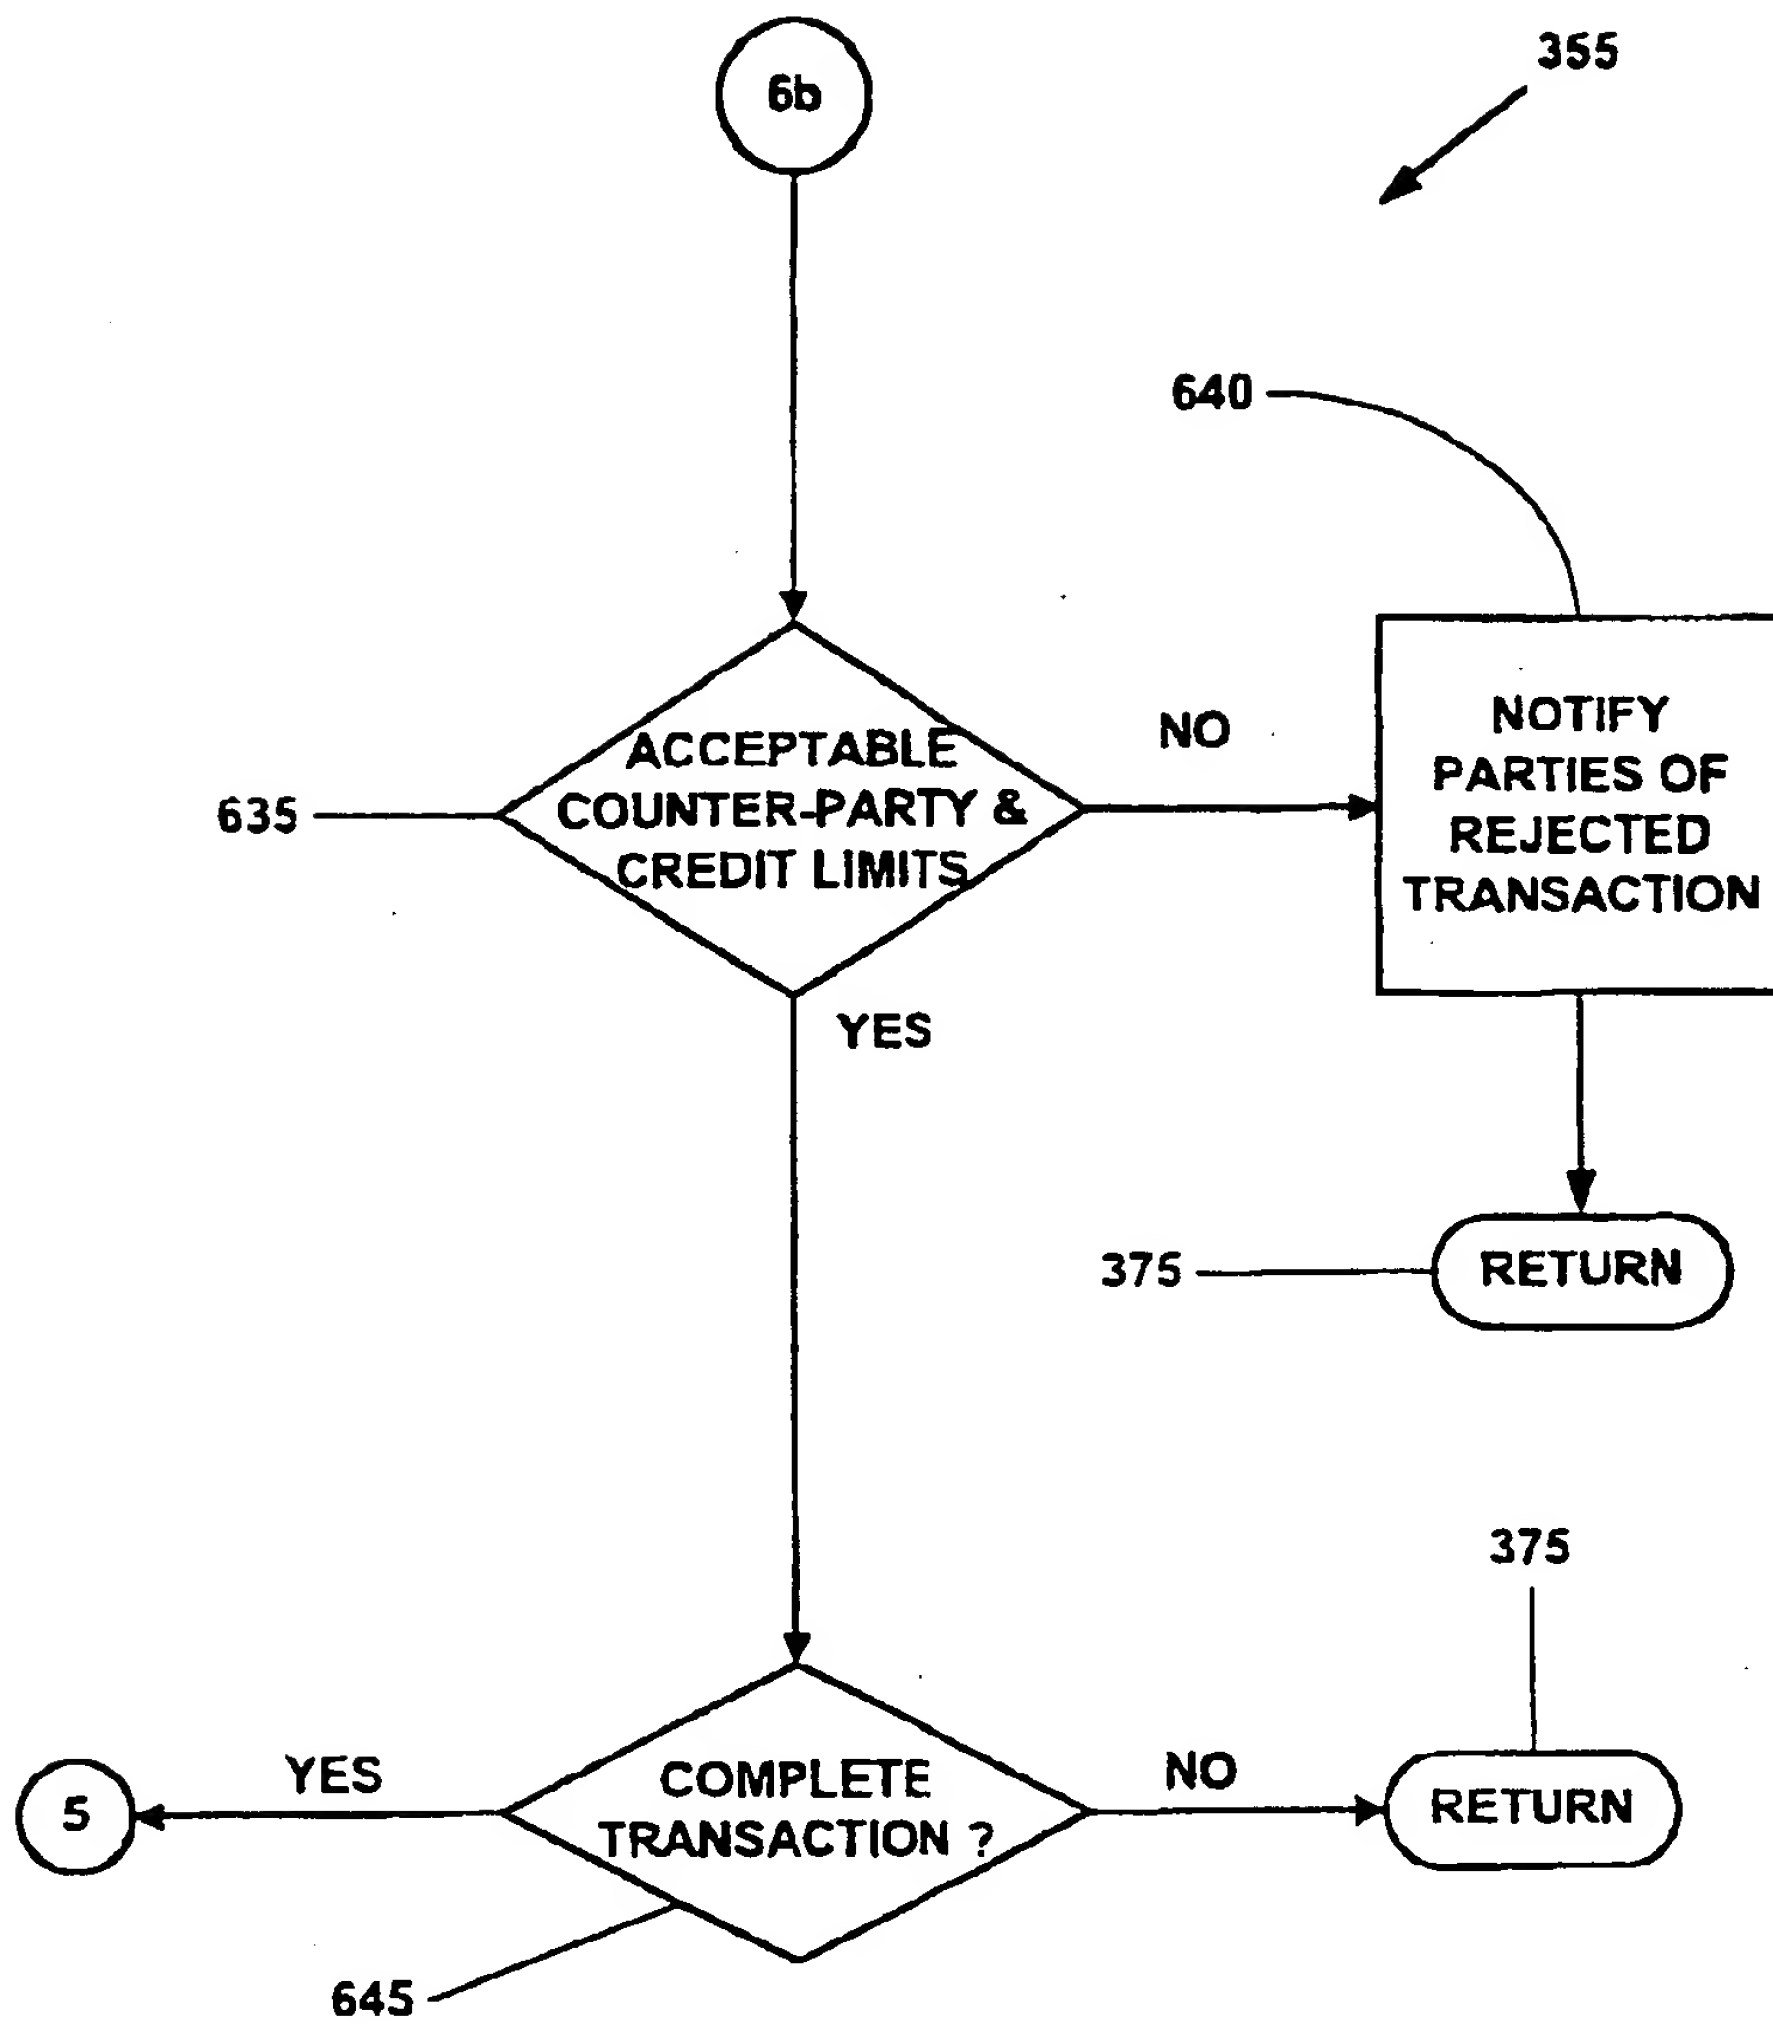 6b
355
640
ACCEPTABLE
COUNTER-PARTY &
CREDIT LIMITS
635
NO
NOTIFY
PARTIES OF
REJECTED
TRANSACTION
YES
375
RETURN
375
5
YES
COMPLETE
TRANSACTION ?
NO
RETURN
645